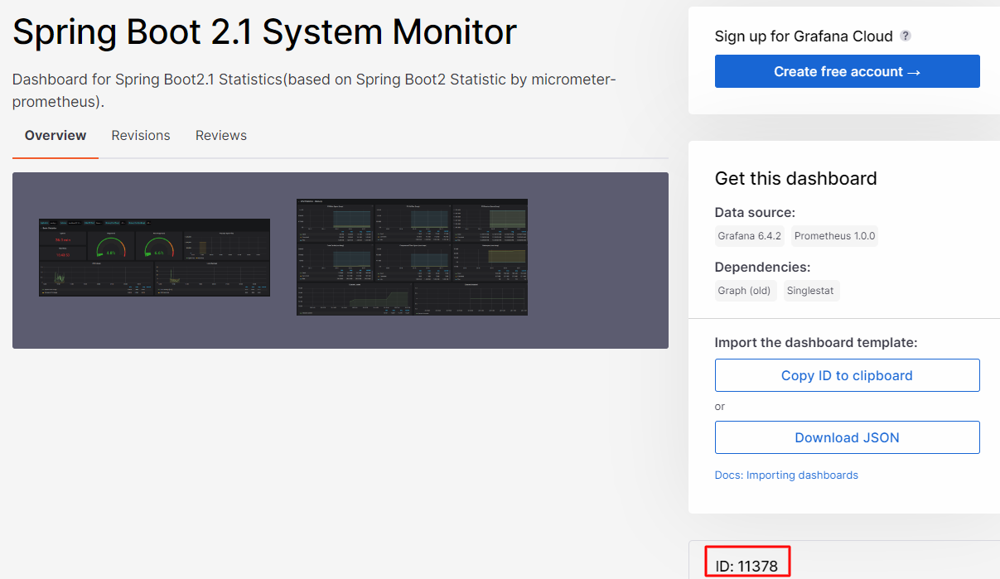 Spring Boot 2.1 System Monitor
Dashboard for Spring Boot2.1 Statistics(based on Spring Boot2 Statistic by micrometer-
prometheus).
Overview Revisions Reviews
Sign up for Grafana Cloud ?
Create free account →
Get this dashboard
Data source:
Grafana 6.4.2 Prometheus 1.0.0
Dependencies:
Graph (old) Singlestat
Import the dashboard template:
Copy ID to clipboard
or
Download JSON
Docs: Importing dashboards
ID: 11378